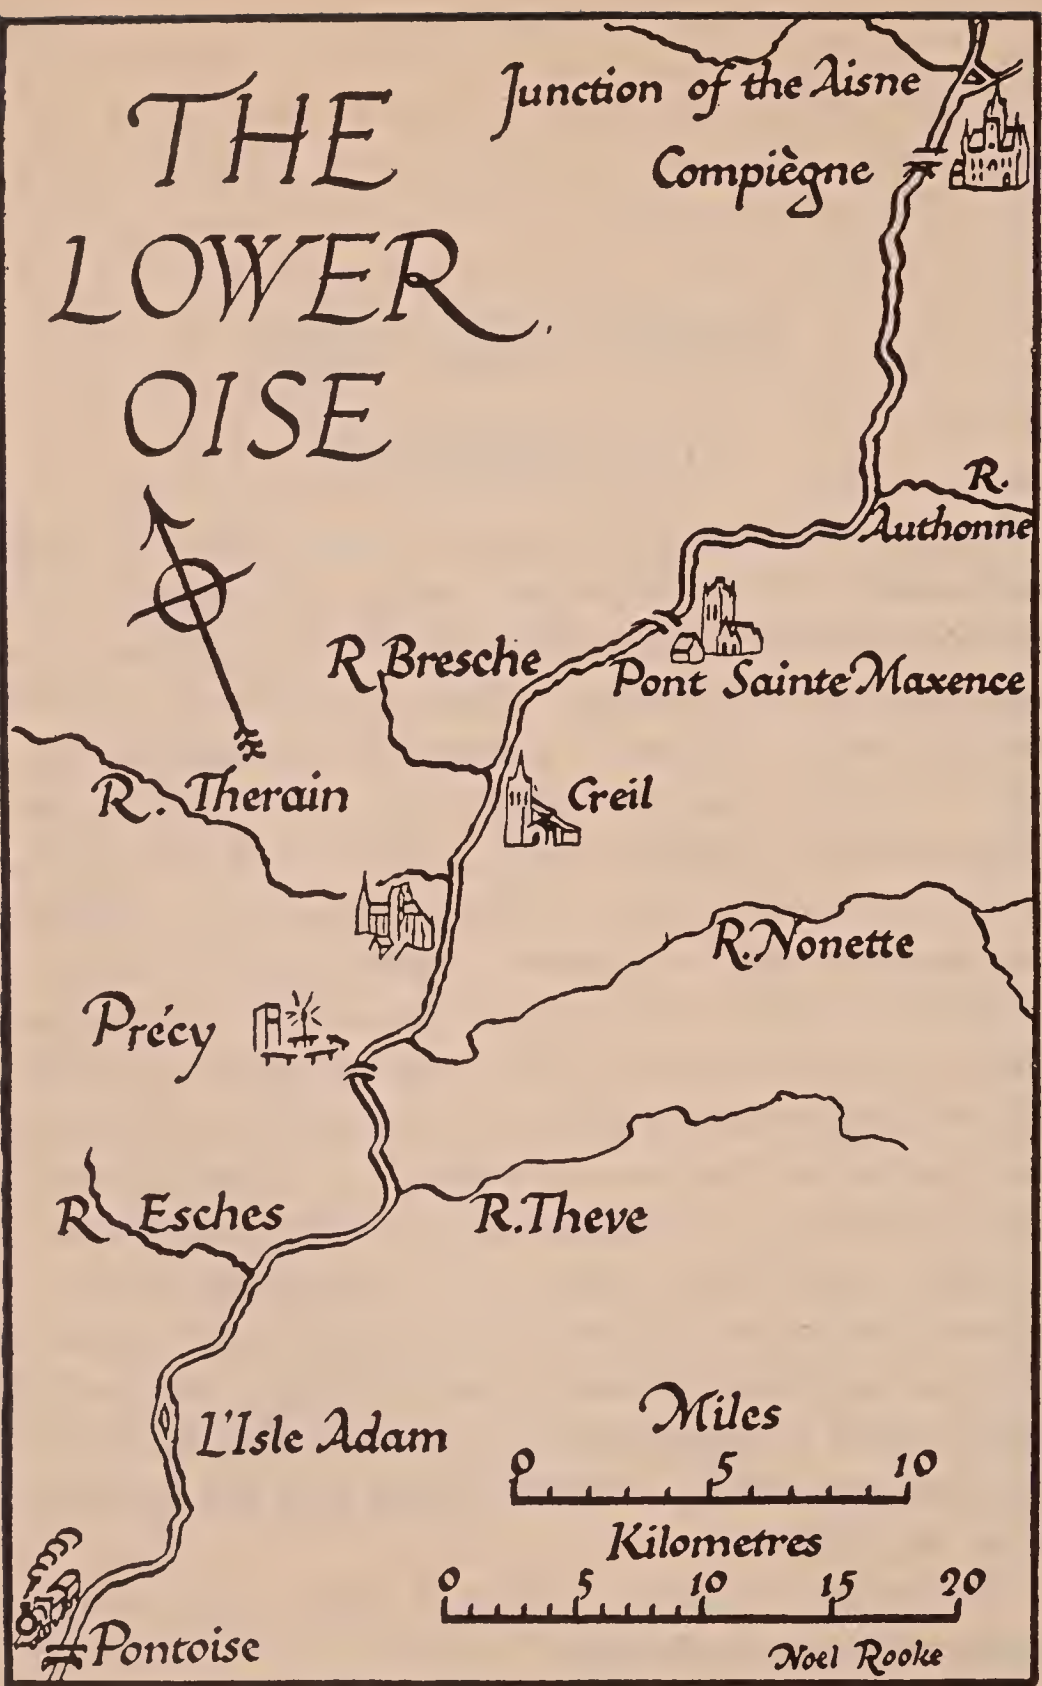 THE
LOWER
OISE
Junction of the Aisne
Compiègne
R.
Authonne
R Bresche
Pont Sainte Maxence
R. Therain
Creil
R. Nonette
Précy
R Esches
R. Theve
L'Isle Adam
Miles
0 5 10
Kilometres
0 5 10 15 20
Pontoise
Noel Rooke